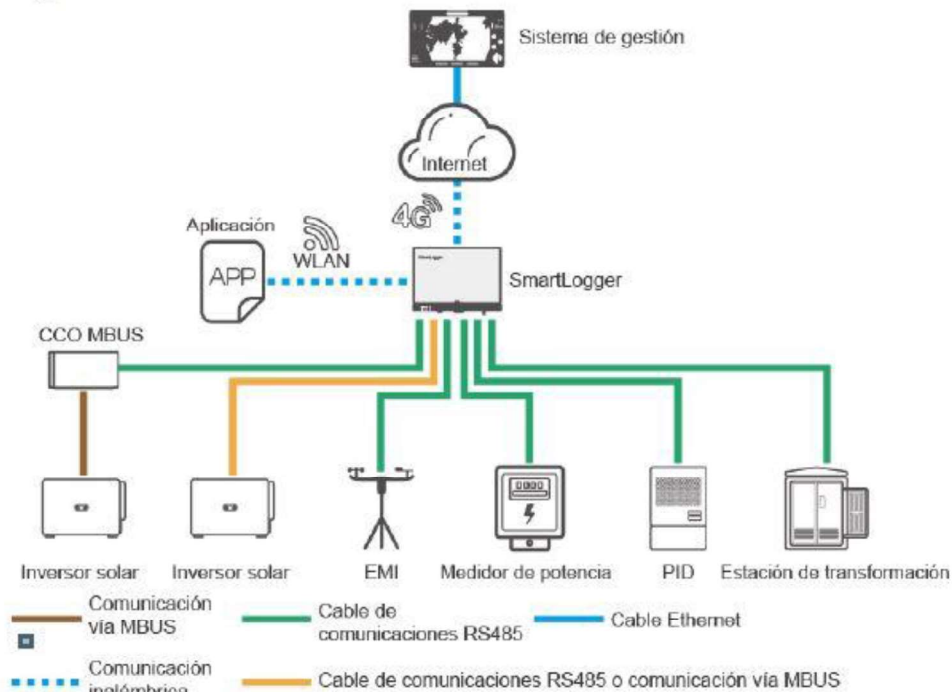 Sistema de gestión
Internet
4G
Aplicación
WLAN
APP
SmartLogger
CCO MBUS
0000
Inversor solar
Inversor solar
EMI
Medidor de potencia
PID
Estación de transformación
Comunicación
vía MBUS
Cable de
comunicaciones RS485
Cable Ethernet
Comunicación
inalámbrica
Cable de comunicaciones RS485 o comunicación vía MBUS